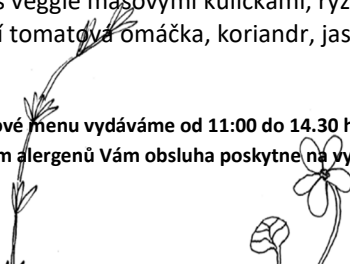 s veggie masovými kuličkami, rýž
í tomatová omáčka, koriandr, jas
ové menu vydáváme od 11:00 do 14.30 h
m alergenů Vám obsluha poskytne na vy